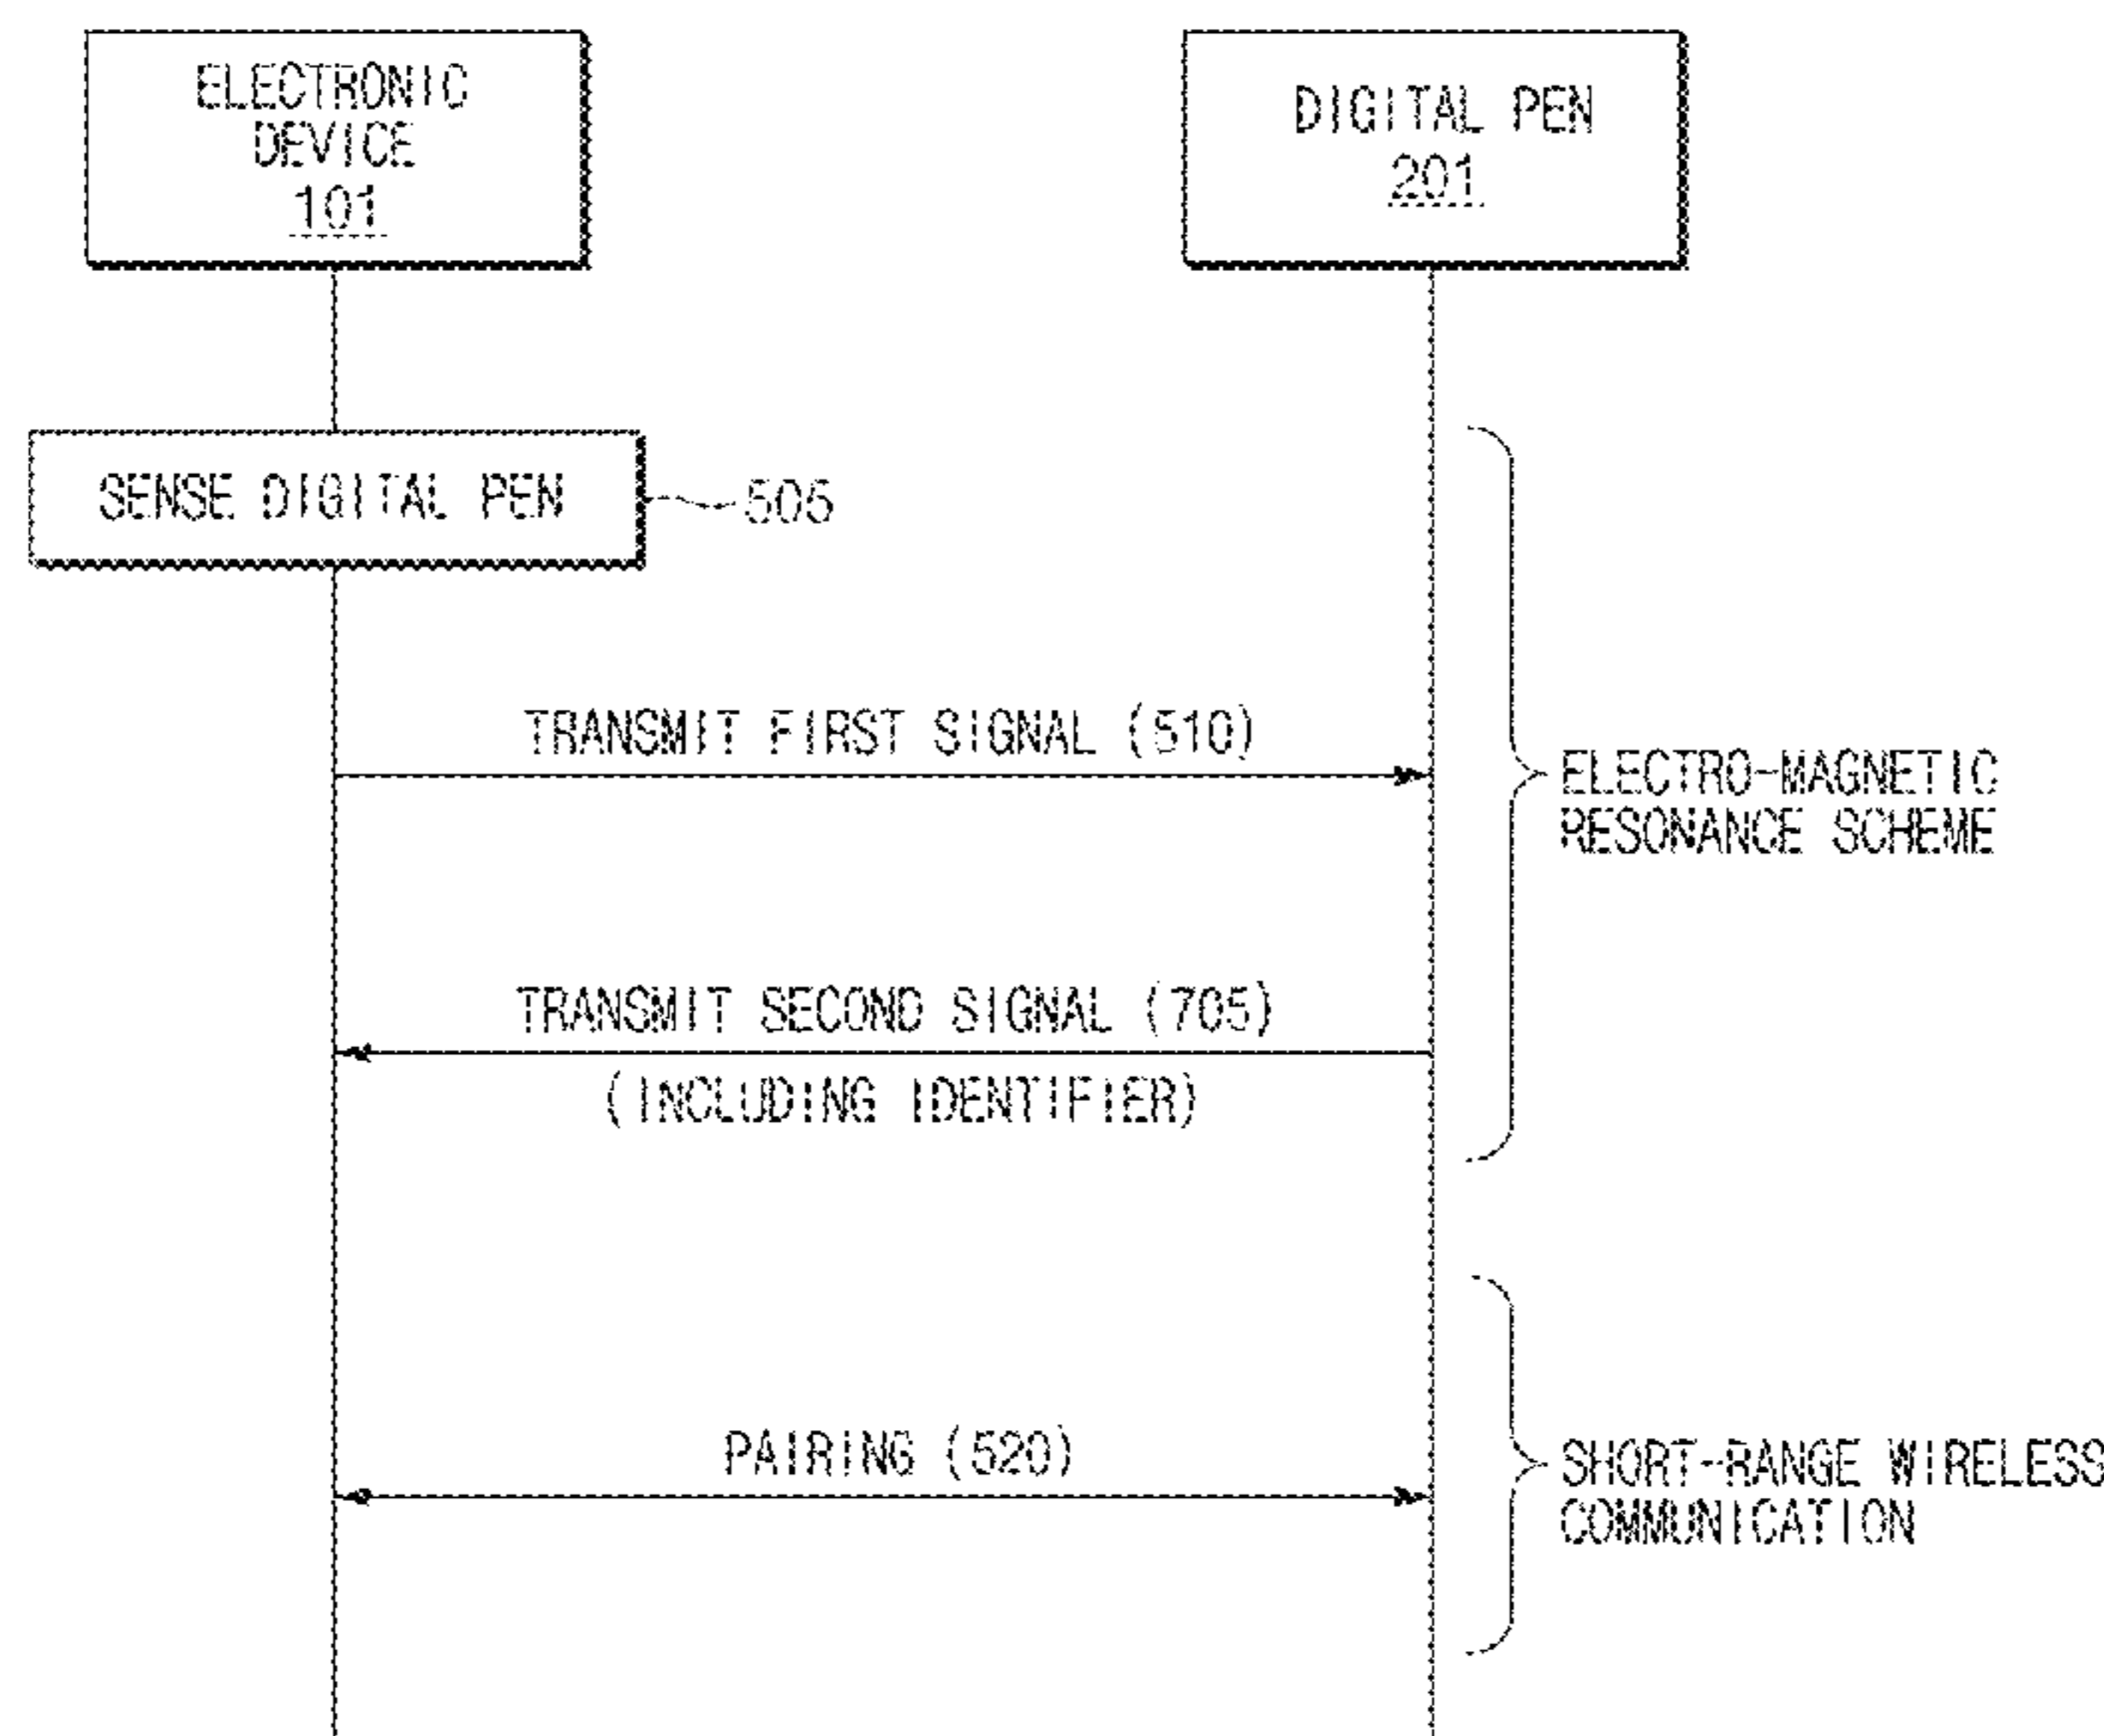 ELECTRONIC
DEVICE
101
DIGITAL PEN
201
SENSE DIGITAL PEN
505
TRANSMIT FIRST SIGNAL (510)
ELECTRO-MAGNETIC
RESONANCE SCHEME
TRANSMIT SECOND SIGNAL (705)
(INCLUDING IDENTIFIER)
PAIRING (520)
SHORT-RANGE WIRELESS
COMMUNICATION